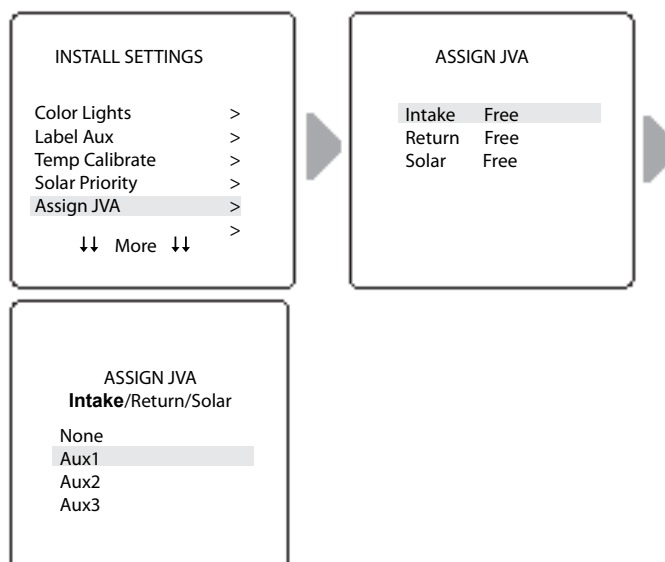 INSTALL SETTINGS
Color Lights >
Label Aux >
Temp Calibrate >
Solar Priority >
Assign JVA >
>
↓↓ More ↓↓
ASSIGN JVA
Intake Free
Return Free
Solar Free
ASSIGN JVA
Intake/Return/Solar
None
Aux1
Aux2
Aux3